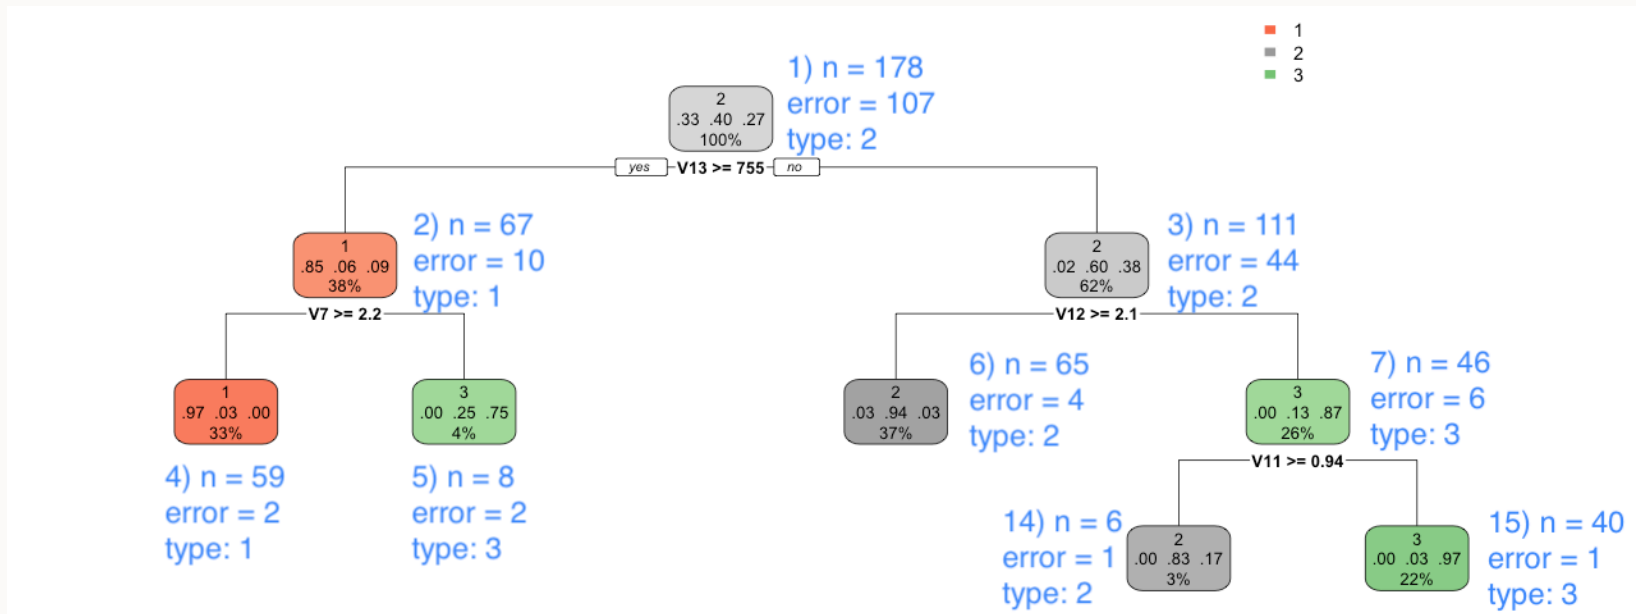 1
2
3
1) n = 178
error = 107
type: 2
2
.33 .40 .27
100%
yes V13 >= 755 no
2) n = 67
error = 10
type: 1
1
.85 .06 .09
38%
V7 >= 2.2
3) n = 111
error = 44
type: 2
2
.02 .60 .38
62%
V12 >= 2.1
1
.97 .03 .00
33%
4) n = 59
error = 2
type: 1
3
.00 .25 .75
4%
5) n = 8
error = 2
type: 3
2
.03 .94 .03
37%
6) n = 65
error = 4
type: 2
3
.00 .13 .87
26%
7) n = 46
error = 6
type: 3
V11 >= 0.94
14) n = 6
error = 1
type: 2
2
.00 .83 .17
3%
3
.00 .03 .97
22%
15) n = 40
error = 1
type: 3